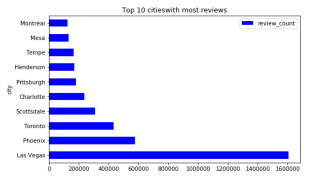 Top 10 citieswith most reviews
review_count
Montréal
Mesa
Tempe
Henderson
Pittsburgh
Charlotte
Scottsdale
Toronto
Phoenix
Las Vegas
city
0 200000 400000 600000 800000 1000000 1200000 1400000 1600000